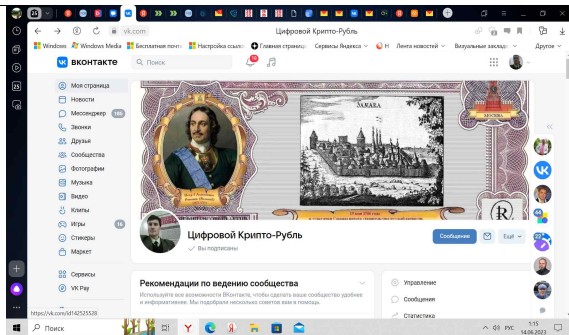 Цифровой Крипто-Рубль
vk.com
Windows
Windows Media
Бесплатная почта
Настройка ссылок
Главная страница
Сервисы Яндекса
Н
Лента новостей
Визуальные заклад
Другое
вконтакте
Поиск
Моя страница
Новости
Мессенджер
Звонки
Друзья
Сообщества
Фотографии
Музыка
Видео
Клипы
Игры
Стикеры
Маркет
Сервисы
VK Pay
САМАRА
МОСКВА
Цифровой Крипто-Рубль
Вы подписаны
Сообщение
Ещё
Рекомендации по ведению сообщества
Используйте все возможности ВКонтакте, чтобы сделать ваше сообщество удобнее
и информативнее. Мы подобрали несколько советов вам в помощь.
Управление
Сообщения
Статистика
https://vk.com/id142525528
Поиск
РУС
1:15
14.06.2023